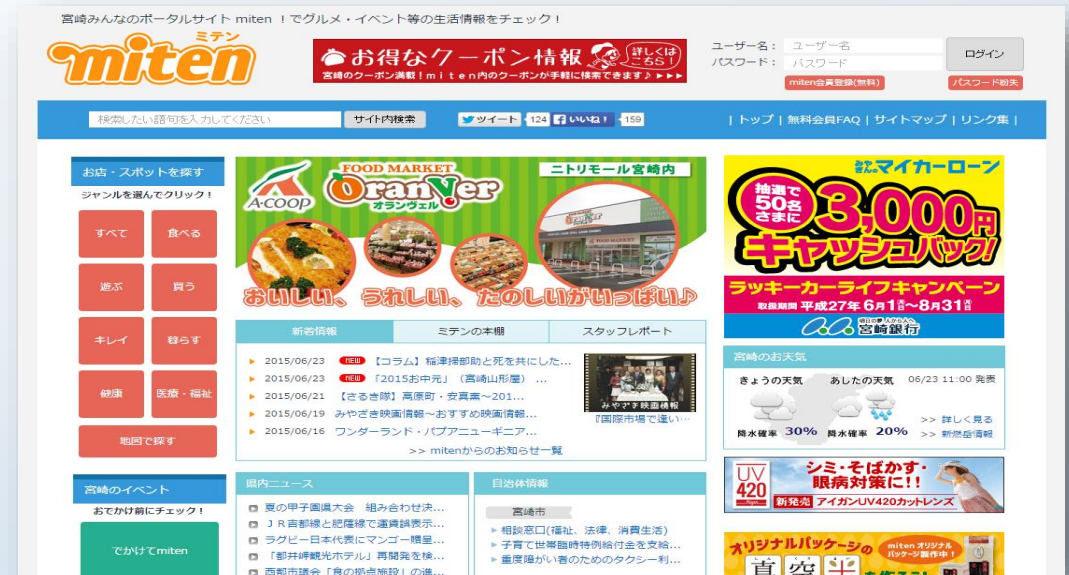 宮崎みんなのポータルサイト miten ！でグルメ・イベント等の生活情報をチェック！
ミテン
miten
お得なクーポン情報
詳しくはこちら!
宮崎のクーポン満載！miten内のクーポンが手軽に検索できます♪▶▶▶
ユーザー名： ユーザー名
パスワード： パスワード
ログイン
miten会員登録(無料)
パスワード紛失
検索したい語句を入力してください
サイト内検索
ツイート 124
いいね！ 159
| トップ | 無料会員FAQ | サイトマップ | リンク集 |
お店・スポットを探す
ジャンルを選んでクリック！
すべて
食べる
遊ぶ
買う
キレイ
暮らす
健康
医療・福祉
地図で探す
宮崎のイベント
おでかけ前にチェック！
でかけてmiten
A-COOP
FOOD MARKET
OranVer
オランヴェール
ニトリモール宮崎内
おいしい、うれしい、たのしいがいっぱい♪
新着情報
ミテンの本棚
スタッフレポート
2015/06/23 NEW 【コラム】稲津掃部助と死を共にした...
2015/06/23 NEW 「2015お中元」（宮崎山形屋）...
2015/06/21 【さるき隊】高原町・安真葉〜201...
2015/06/19 みやざき映画情報〜おすすめ映画情報...
2015/06/16 ワンダーランド・パプアニューギニア...
みやざき映画情報
『国際市場で逢い…
>> mitenからのお知らせ一覧
県内ニュース
夏の甲子園県大会 組み合わせ決...
ＪＲ吉都線と肥薩線で運賃誤表示...
ラグビー日本代表にマンゴー贈呈...
「都井岬観光ホテル」再開発を検...
西都市議会「食の拠点施設」の進...
自治体情報
宮崎市
相談窓口(福祉、法律、消費生活)
子育て世帯臨時特例給付金を支給...
重度障がい者のためのタクシー利...
みやぎん マイカーローン
抽選で50名さまに
3,000円
キャッシュバック!
ラッキーカーライフキャンペーン
取扱期間 平成27年6月1日〜8月31日
宮崎銀行
宮崎のお天気
きょうの天気
あしたの天気
06/23 11:00 発表
降水確率 30%
降水確率 20%
>> 詳しく見る
>> 新燃岳情報
UV
420
シミ・そばかす・
眼病対策に!!
新発売 アイガンUV420カットレンズ
オリジナルパッケージの
miten オリジナル
パッケージ製作中！
真空米